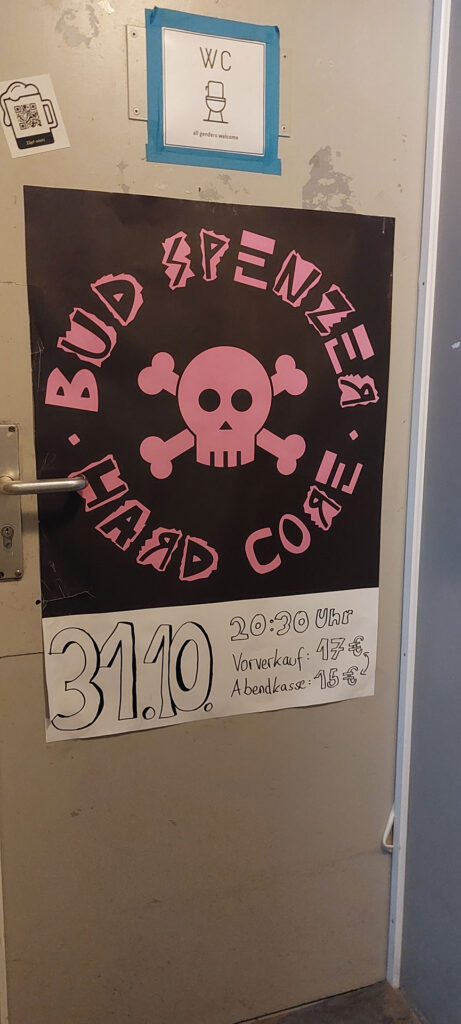 WC
all genders welcome
BUD SPENZER
HARD CORE
31.10.
20:30 Uhr
Vorverkauf: 17€
Abendkasse: 15€